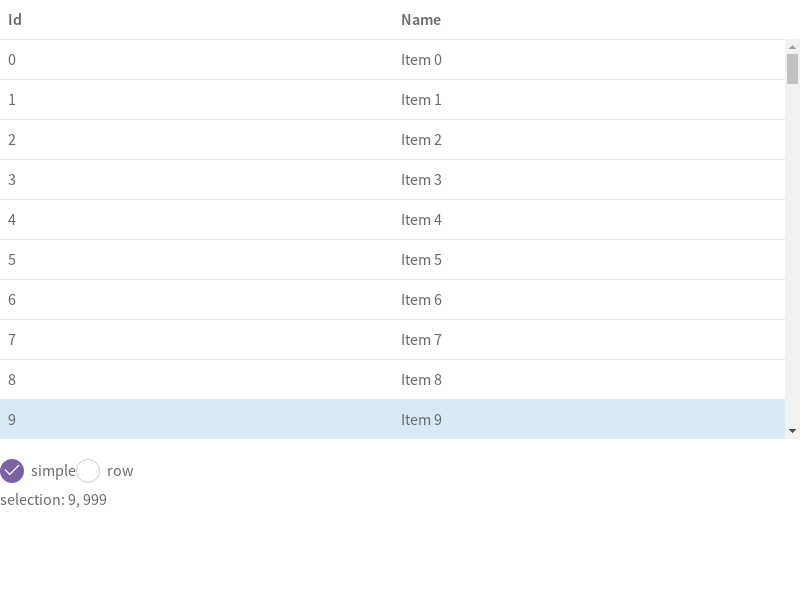 Id Name
0 Item 0
1 Item 1
2 Item 2
3 Item 3
4 Item 4
5 Item 5
6 Item 6
7 Item 7
8 Item 8
9 Item 9
simple row
selection: 9, 999